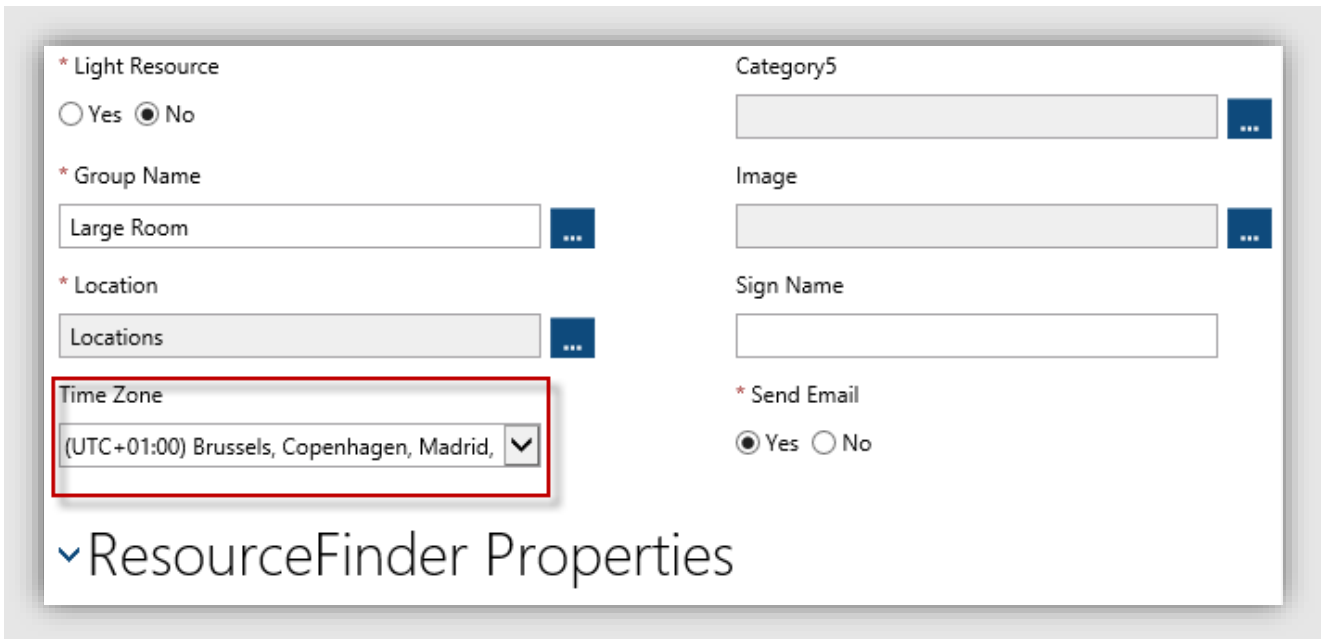 * Light Resource
Yes No
* Group Name
Large Room
...
* Location
Locations
...
Time Zone
(UTC+01:00) Brussels, Copenhagen, Madrid,
Category5
...
Image
...
Sign Name
* Send Email
Yes No
ResourceFinder Properties